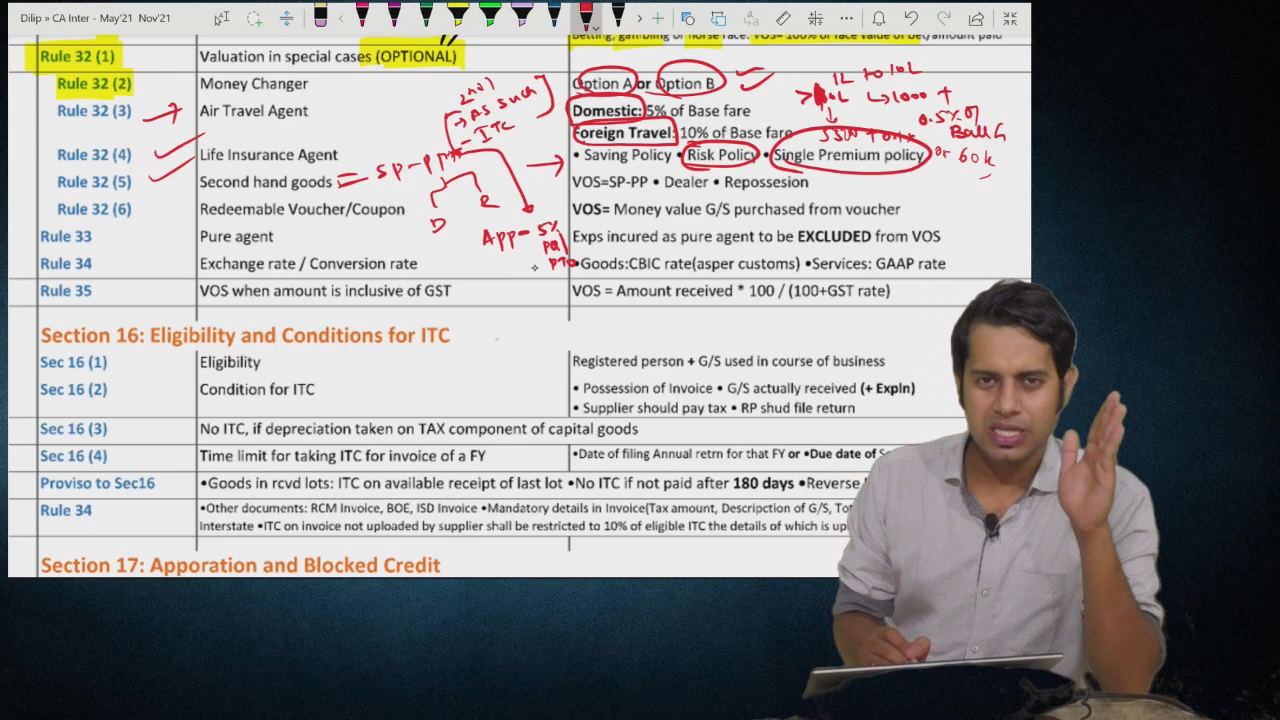 Dilip » CA Inter - May'21 Nov'21
Betting, gambling or horse race: VOS= 100% of face value of bet/amount paid
Rule 32 (1) Valuation in special cases (OPTIONAL)
Rule 32 (2) Money Changer Option A or Option B
Rule 32 (3) Air Travel Agent Domestic: 5% of Base fare
Foreign Travel: 10% of Base fare
Rule 32 (4) Life Insurance Agent • Saving Policy • Risk Policy • Single Premium policy
Rule 32 (5) Second hand goods VOS=SP-PP • Dealer • Repossesion
Rule 32 (6) Redeemable Voucher/Coupon VOS= Money value G/S purchased from voucher
Rule 33 Pure agent Exps incured as pure agent to be EXCLUDED from VOS
Rule 34 Exchange rate / Conversion rate •Goods:CBIC rate(asper customs) •Services: GAAP rate
Rule 35 VOS when amount is inclusive of GST VOS = Amount received * 100 / (100+GST rate)
1L to 10L
↳ 1000 +
0.5% of
Ball G
or 60k
2nd
→ As such
- ITC
SP-PP
D R
App - 5%
PQ
PTO
Section 16: Eligibility and Conditions for ITC
Sec 16 (1) Eligibility Registered person + G/S used in course of business
Sec 16 (2) Condition for ITC • Possession of Invoice • G/S actually received (+ ExpIn)
• Supplier should pay tax • RP shud file return
Sec 16 (3) No ITC, if depreciation taken on TAX component of capital goods
Sec 16 (4) Time limit for taking ITC for invoice of a FY •Date of filing Annual retrn for that FY or •Due date of
Proviso to Sec16 •Goods in rcvd lots: ITC on available receipt of last lot •No ITC if not paid after 180 days •Reverse
Rule 34 •Other documents: RCM Invoice, BOE, ISD Invoice •Mandatory details in Invoice(Tax amount, Descripction of G/S,
Interstate •ITC on invoice not uploaded by supplier shall be restricted to 10% of eligible ITC the details of which is
Section 17: Apporation and Blocked Credit